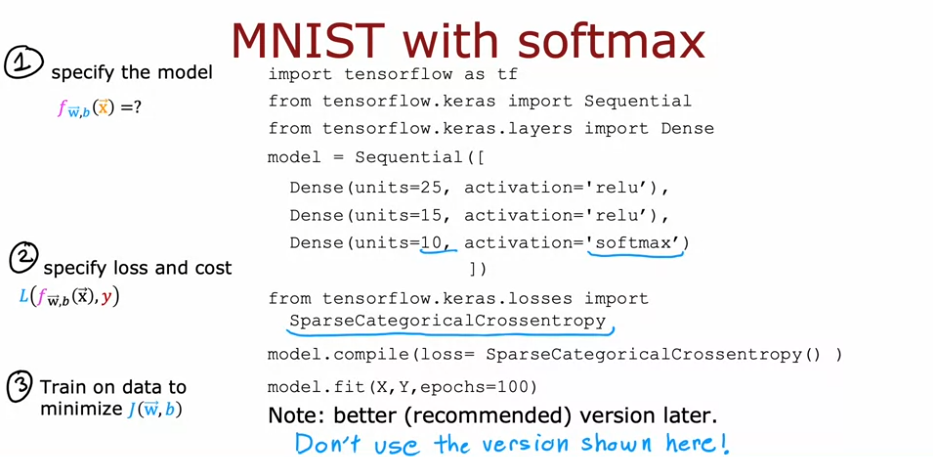 MNIST with softmax
1 specify the model
f w,b (x) =?
import tensorflow as tf
from tensorflow.keras import Sequential
from tensorflow.keras.layers import Dense
model = Sequential([
Dense(units=25, activation='relu’),
Dense(units=15, activation='relu’),
Dense(units=10, activation='softmax’)
])
2 specify loss and cost
L(f w,b (x), y)
from tensorflow.keras.losses import
SparseCategoricalCrossentropy
model.compile(loss= SparseCategoricalCrossentropy() )
3 Train on data to
minimize J(w, b)
model.fit(X,Y,epochs=100)
Note: better (recommended) version later.
Don't use the version shown here!